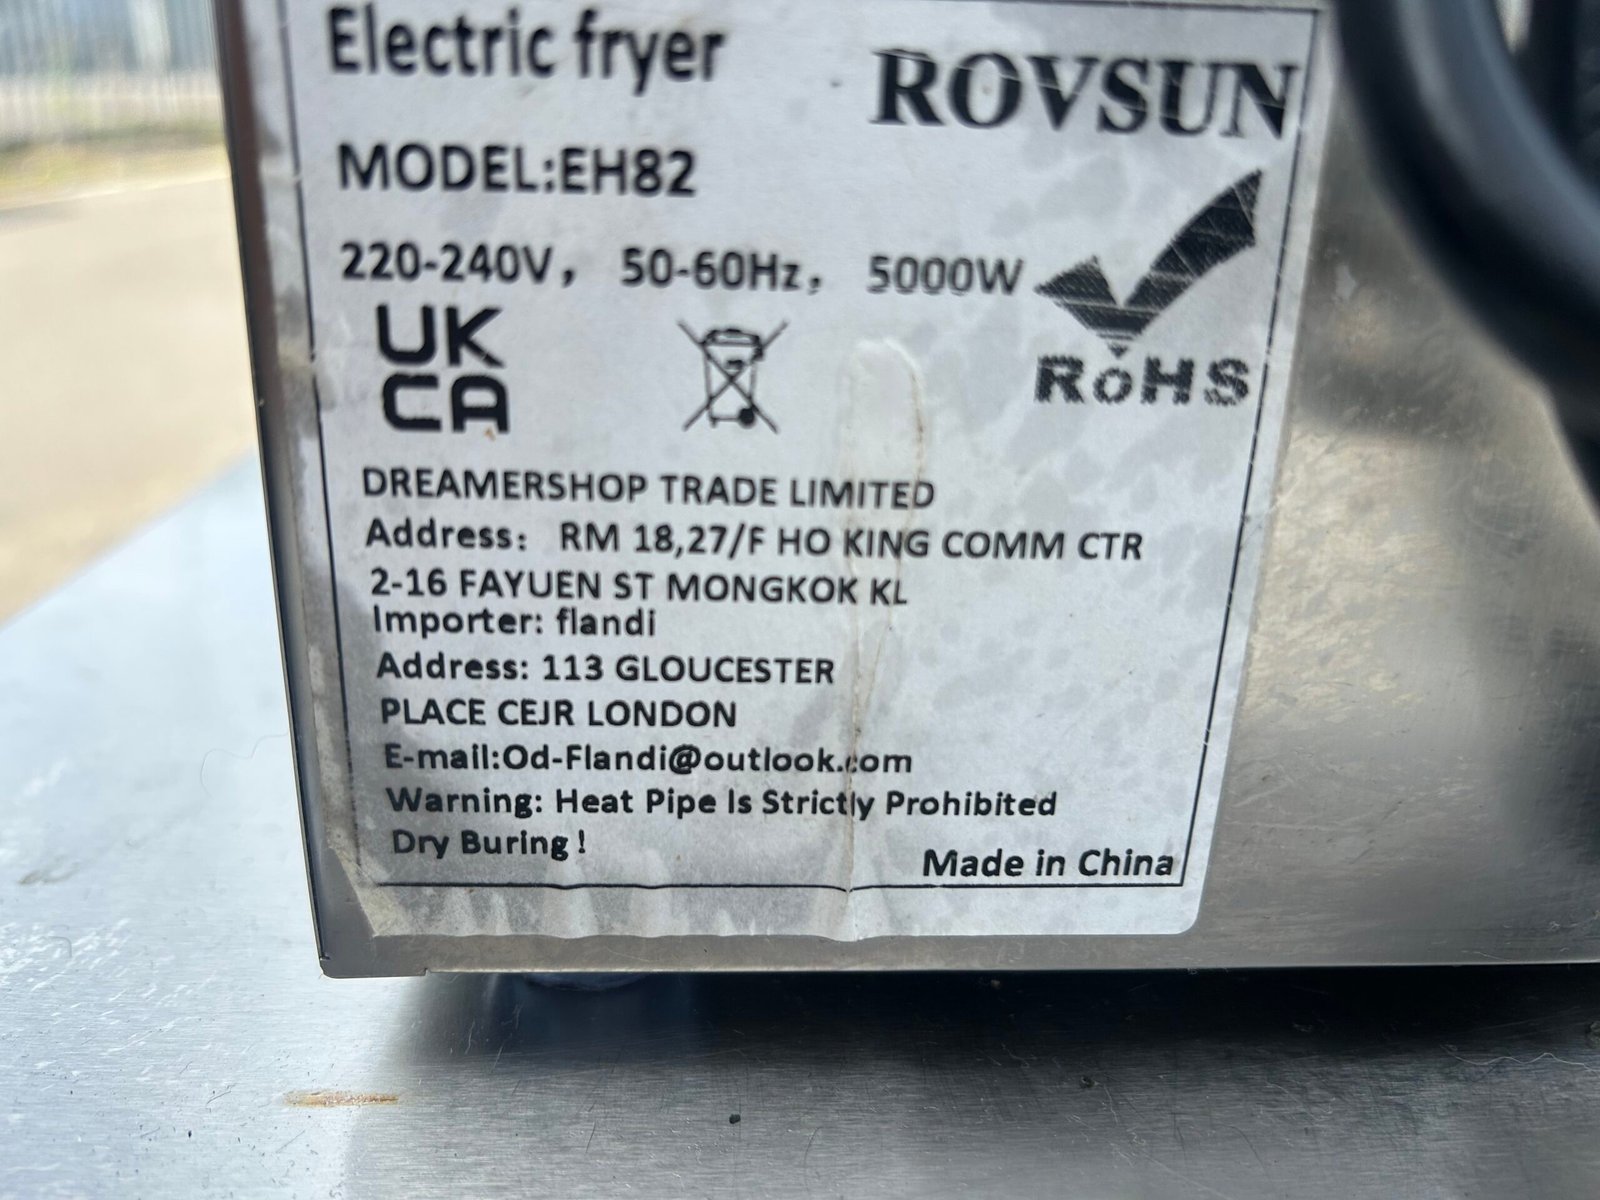 Electric fryer
ROVSUN
MODEL:EH82
220-240V, 50-60Hz, 5000W
UK
CA
RoHS
DREAMERSHOP TRADE LIMITED
Address: RM 18,27/F HO KING COMM CTR
2-16 FAYUEN ST MONGKOK KL
Importer: flandi
Address: 113 GLOUCESTER
PLACE CEJR LONDON
E-mail:Od-Flandi@outlook.com
Warning: Heat Pipe Is Strictly Prohibited
Dry Buring !
Made in China